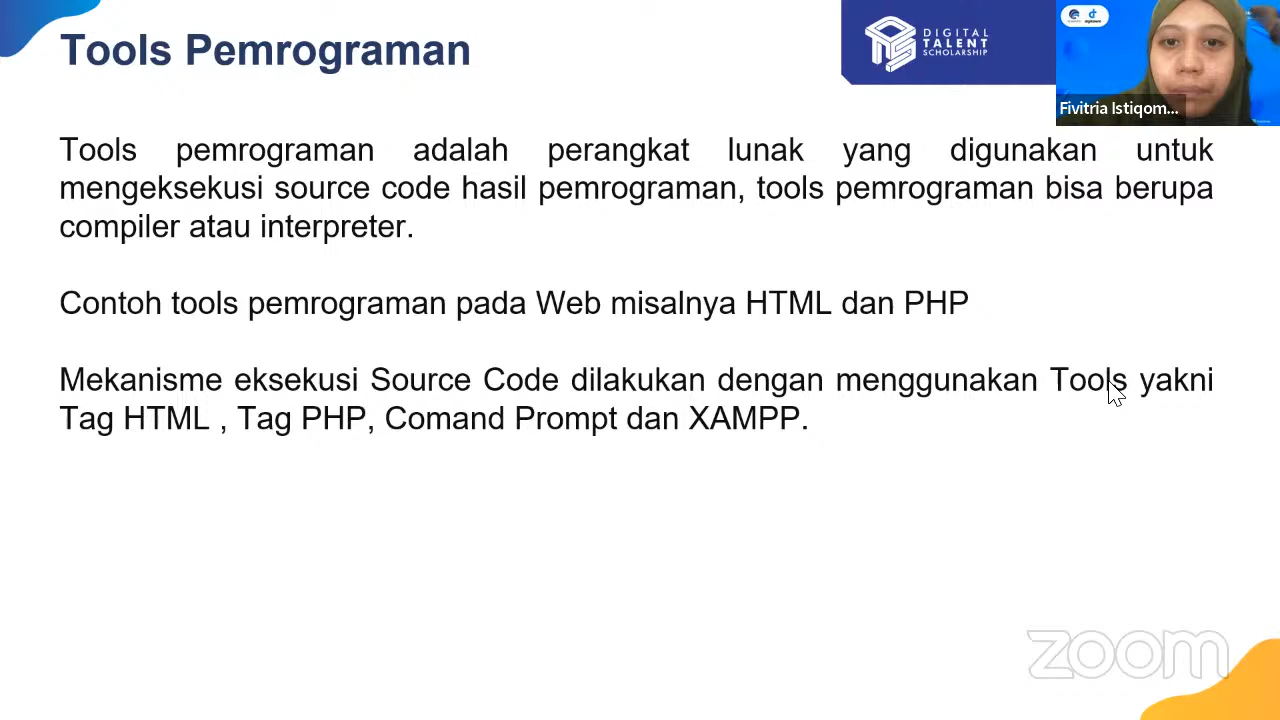 Tools Pemrograman
DIGITAL
TALENT
SCHOLARSHIP
Fivitria Istiqom...
Tools pemrograman adalah perangkat lunak yang digunakan untuk
mengeksekusi source code hasil pemrograman, tools pemrograman bisa berupa
compiler atau interpreter.
Contoh tools pemrograman pada Web misalnya HTML dan PHP
Mekanisme eksekusi Source Code dilakukan dengan menggunakan Tools yakni
Tag HTML , Tag PHP, Comand Prompt dan XAMPP.
zoom